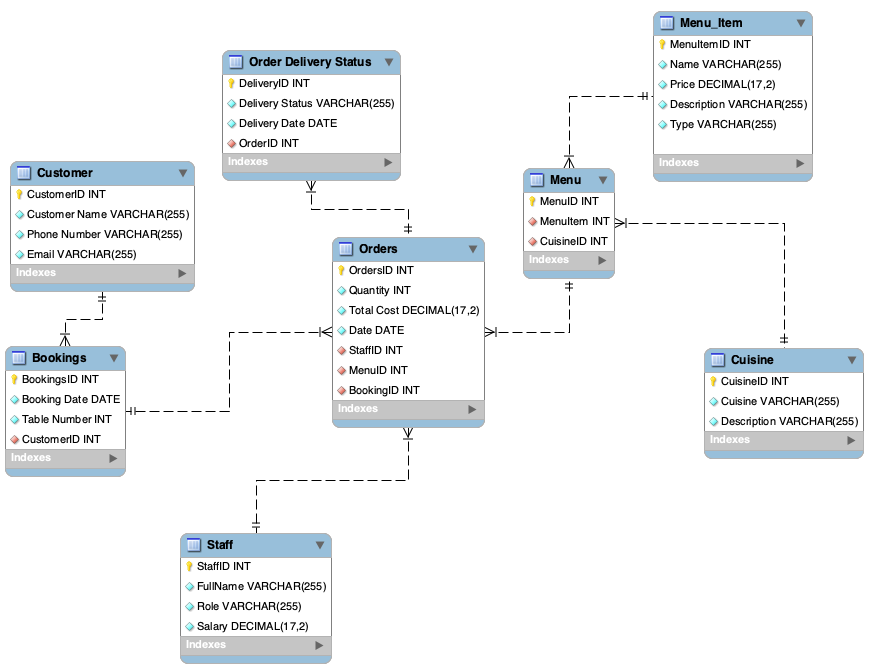 Menu_Item
MenuItemID INT
Name VARCHAR(255)
Price DECIMAL(17,2)
Description VARCHAR(255)
Type VARCHAR(255)
Indexes
Order Delivery Status
DeliveryID INT
Delivery Status VARCHAR(255)
Delivery Date DATE
OrderID INT
Indexes
Customer
CustomerID INT
Customer Name VARCHAR(255)
Phone Number VARCHAR(255)
Email VARCHAR(255)
Indexes
Menu
MenuID INT
MenuItem INT
CuisineID INT
Indexes
Orders
OrdersID INT
Quantity INT
Total Cost DECIMAL(17,2)
Date DATE
StaffID INT
MenuID INT
BookingID INT
Indexes
Bookings
BookingsID INT
Booking Date DATE
Table Number INT
CustomerID INT
Indexes
Cuisine
CuisineID INT
Cuisine VARCHAR(255)
Description VARCHAR(255)
Indexes
Staff
StaffID INT
FullName VARCHAR(255)
Role VARCHAR(255)
Salary DECIMAL(17,2)
Indexes